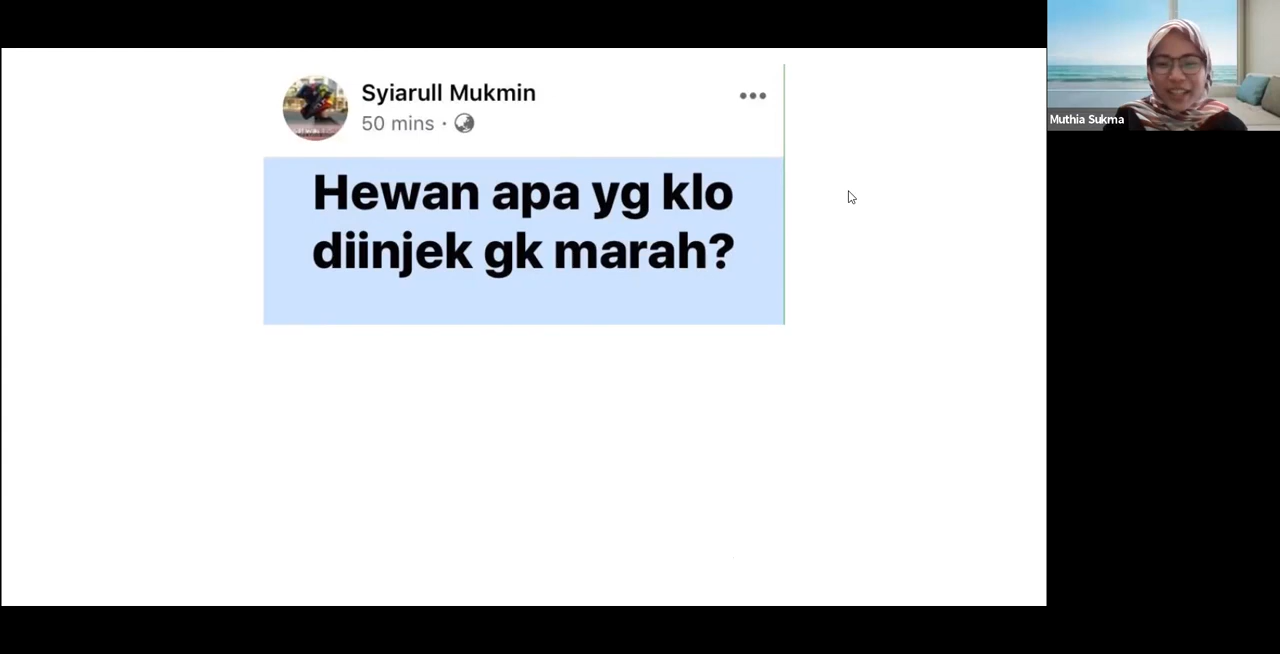 Syiarull Mukmin
50 mins ·
Hewan apa yg klo
diinjek gk marah?
Muthia Sukma